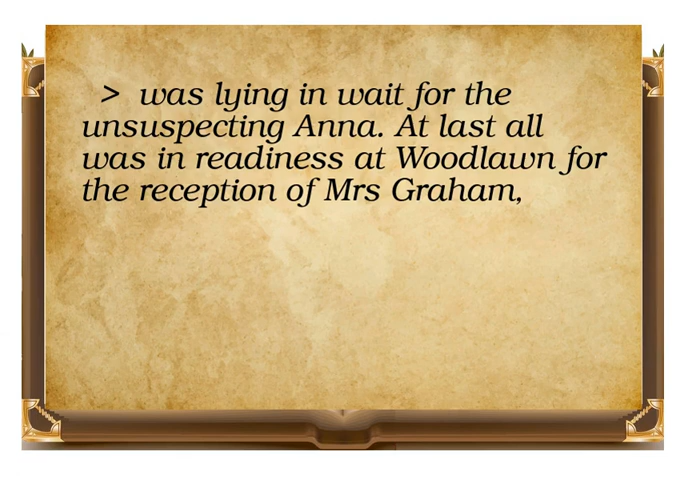 > was lying in wait for the
unsuspecting Anna. At last all
was in readiness at Woodlawn for
the reception of Mrs Graham,